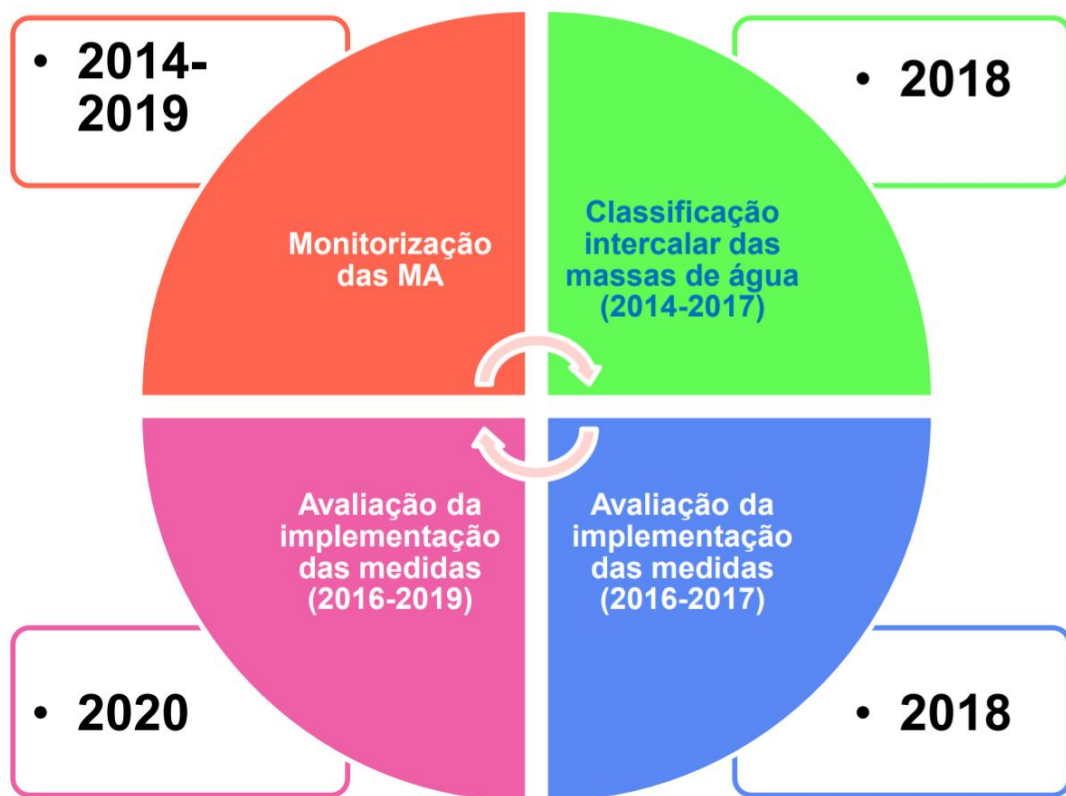 • 2014-
2019
• 2018
Monitorização
das MA
Classificação
intercalar das
massas de água
(2014-2017)
Avaliação da
implementação
das medidas
(2016-2019)
Avaliação da
implementação
das medidas
(2016-2017)
• 2020
• 2018